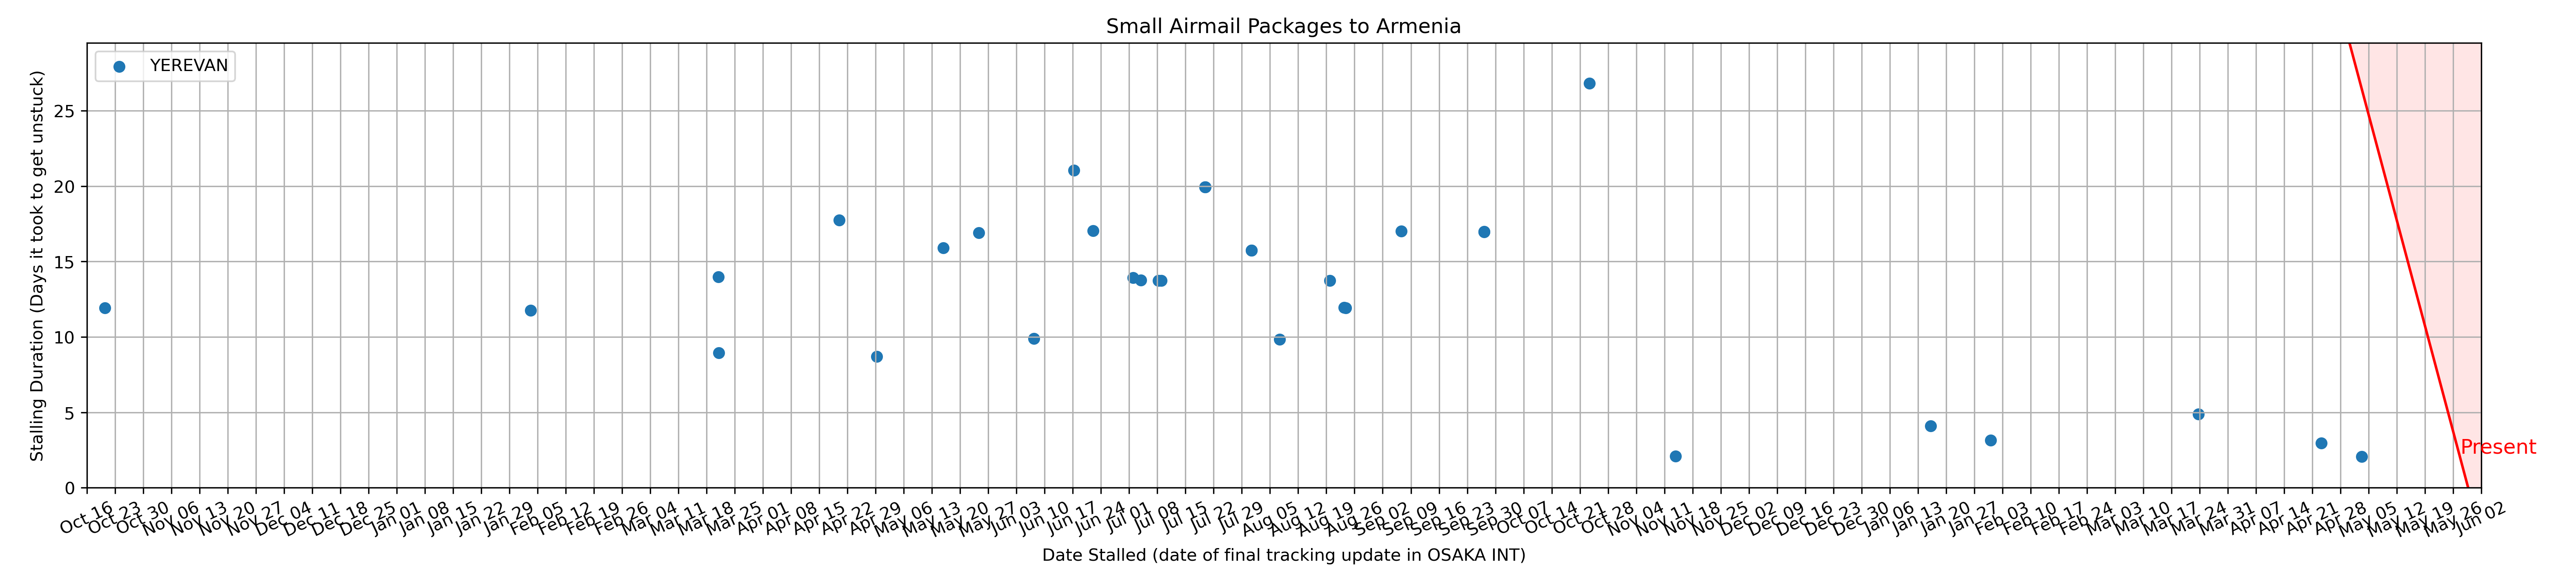 Small Airmail Packages to Armenia
YEREVAN
Stalling Duration (Days it took to get unstuck)
25
20
15
10
5
0
Present
Oct 16 Oct 23 Oct 30 Nov 06 Nov 13 Nov 20 Nov 27 Dec 04 Dec 11 Dec 18 Dec 25 Jan 01 Jan 08 Jan 15 Jan 22 Jan 29 Feb 05 Feb 12 Feb 19 Feb 26 Mar 04 Mar 11 Mar 18 Mar 25 Apr 01 Apr 08 Apr 15 Apr 22 Apr 29 May 06 May 13 May 20 May 27 Jun 03 Jun 10 Jun 17 Jun 24 Jul 01 Jul 08 Jul 15 Jul 22 Jul 29 Aug 05 Aug 12 Aug 19 Aug 26 Sep 02 Sep 09 Sep 16 Sep 23 Sep 30 Oct 07 Oct 14 Oct 21 Oct 28 Nov 04 Nov 11 Nov 18 Nov 25 Dec 02 Dec 09 Dec 16 Dec 23 Dec 30 Jan 06 Jan 13 Jan 20 Jan 27 Feb 03 Feb 10 Feb 17 Feb 24 Mar 03 Mar 10 Mar 17 Mar 24 Mar 31 Apr 07 Apr 14 Apr 21 Apr 28 May 05 May 12 May 19 May 26 Jun 02
Date Stalled (date of final tracking update in OSAKA INT)